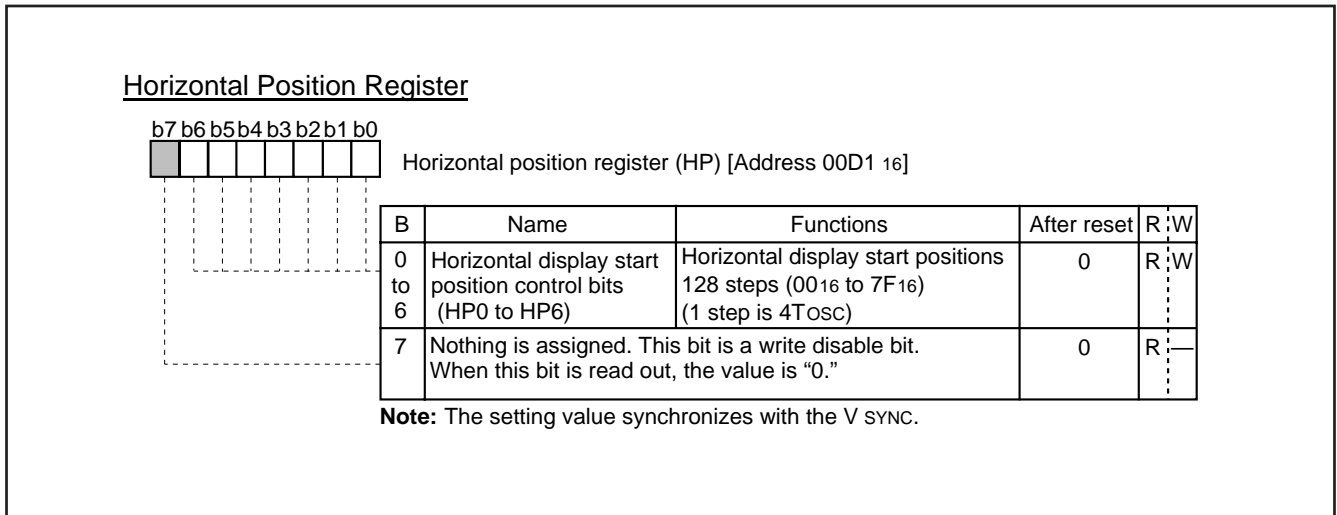 Horizontal Position Register
b7 b6 b5 b4 b3 b2 b1 b0
Horizontal position register (HP) [Address 00D1 16]
B Name Functions After reset R W
0 to 6 Horizontal display start position control bits (HP0 to HP6) Horizontal display start positions 128 steps (0016 to 7F16) (1 step is 4TOSC) 0 R W
7 Nothing is assigned. This bit is a write disable bit. When this bit is read out, the value is “0.” 0 R —
Note: The setting value synchronizes with the V SYNC.